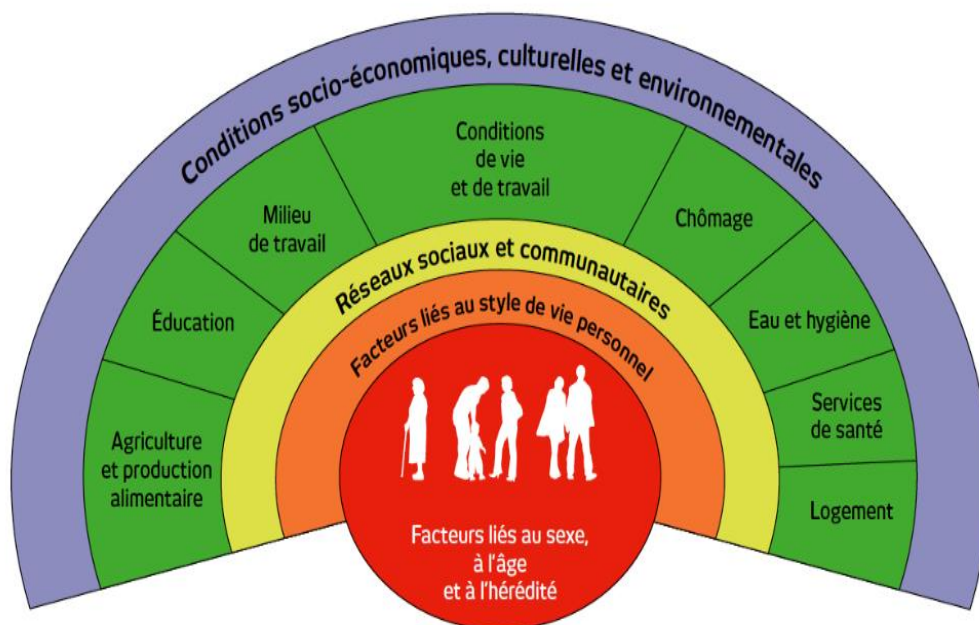 Conditions socio-économiques, culturelles et environnementales
Conditions
de vie
et de travail
Milieu
de travail
Chômage
Éducation
Eau et hygiène
Agriculture
et production
alimentaire
Services
de santé
Logement
Réseaux sociaux et communautaires
Facteurs liés au style de vie personnel
Facteurs liés au sexe,
à l'âge
et à l'hérédité